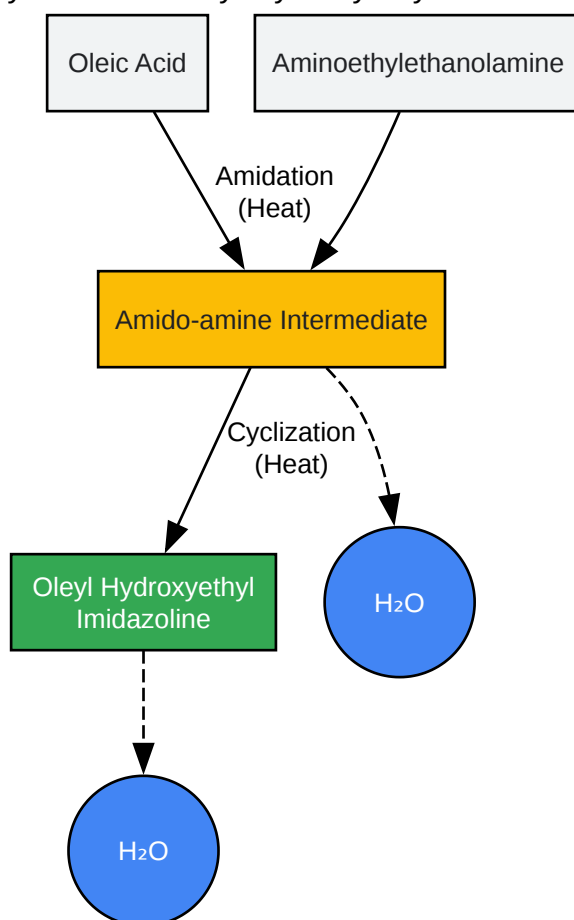 Oleic Acid
Aminoethylethanolamine
Amidation
(Heat)
Amido-amine Intermediate
Cyclization
(Heat)
Oleyl Hydroxyethyl
Imidazoline
H₂O
H₂O